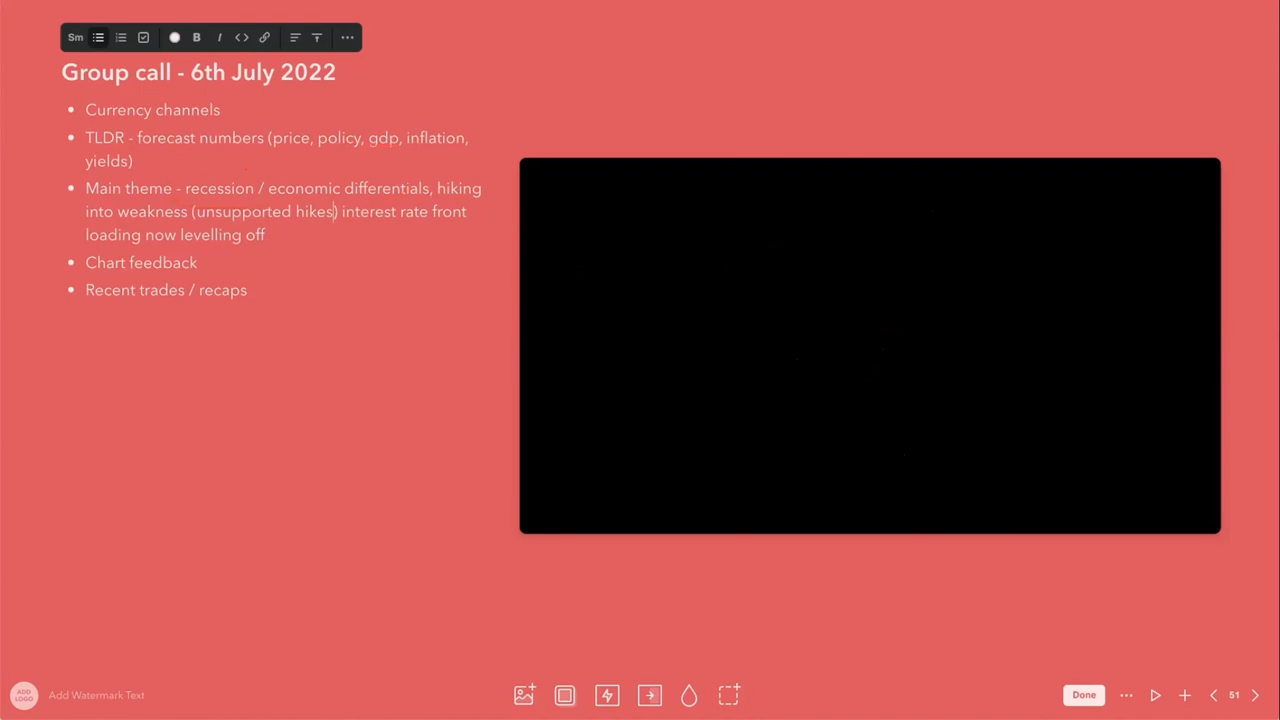 Sm B I
Group call - 6th July 2022
• Currency channels
• TLDR - forecast numbers (price, policy, gdp, inflation,
yields)
• Main theme - recession / economic differentials, hiking
into weakness (unsupported hikes) interest rate front
loading now levelling off
• Chart feedback
• Recent trades / recaps
ADD
LOGO
Add Watermark Text
Done
51